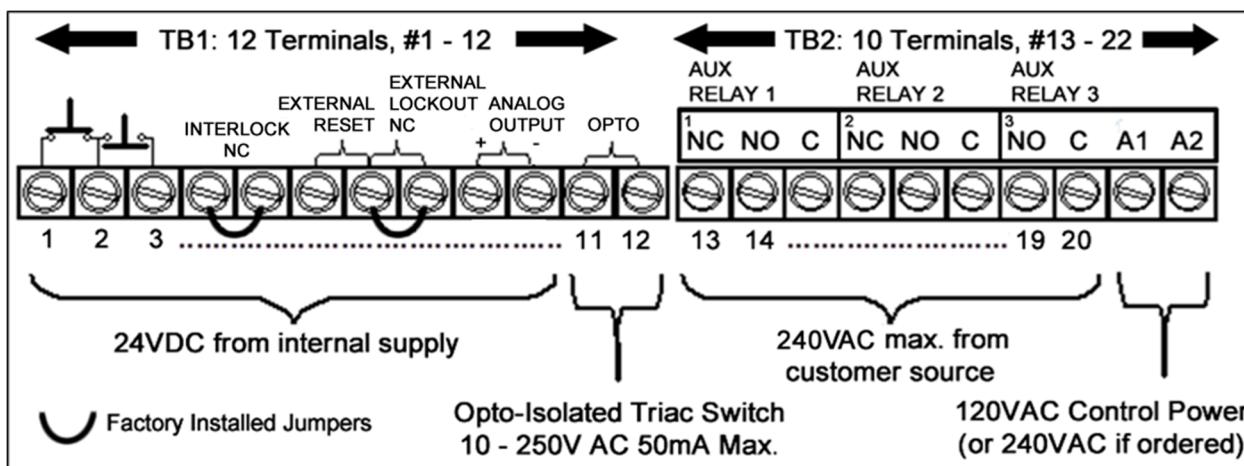 TB1: 12 Terminals, #1 - 12
TB2: 10 Terminals, #13 - 22
INTERLOCK
NC
EXTERNAL
RESET
EXTERNAL
LOCKOUT
NC
ANALOG
OUTPUT
+ -
OPTO
AUX
RELAY 1
AUX
RELAY 2
AUX
RELAY 3
1 NC NO C 2 NC NO C 3 NO C A1 A2
1 2 3 .......................................... 11 12 13 14 ........................ 19 20
24VDC from internal supply
240VAC max. from
customer source
Factory Installed Jumpers
Opto-Isolated Triac Switch
10 - 250V AC 50mA Max.
120VAC Control Power
(or 240VAC if ordered)